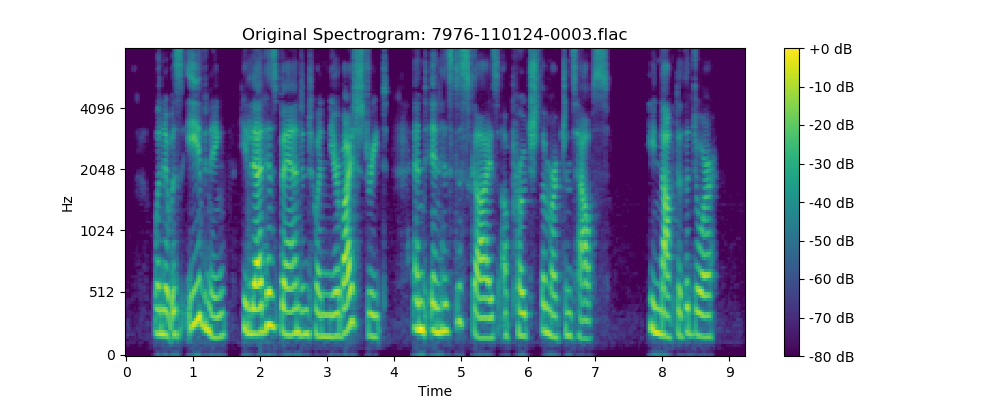 Original Spectrogram: 7976-110124-0003.flac
+0 dB
-10 dB
-20 dB
-30 dB
-40 dB
-50 dB
-60 dB
-70 dB
-80 dB
Hz
4096
2048
1024
512
0
0 1 2 3 4 5 6 7 8 9
Time